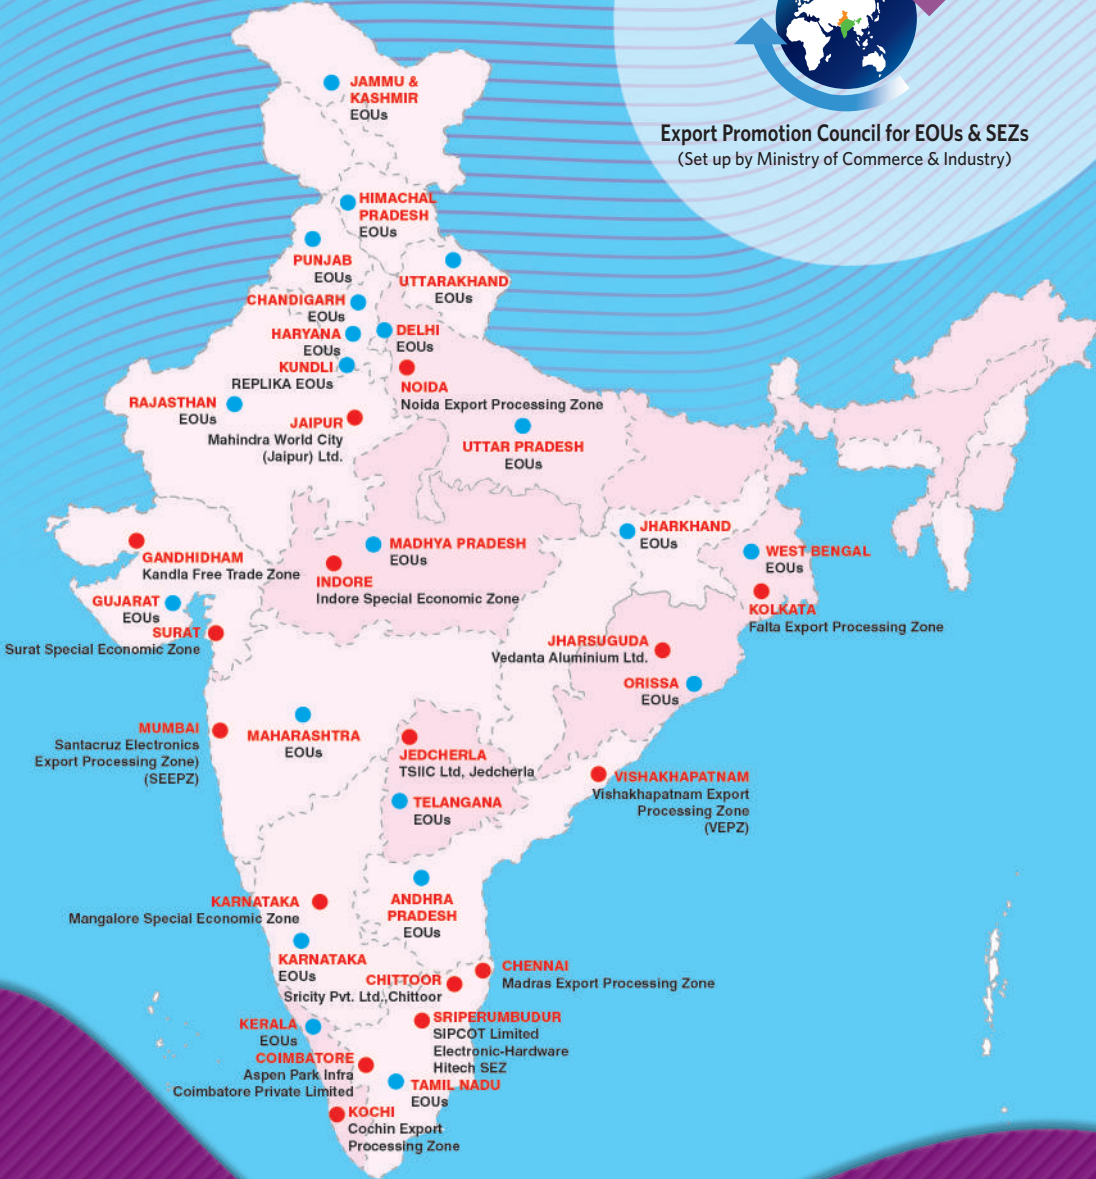 Export Promotion Council for EOUs & SEZs
(Set up by Ministry of Commerce & Industry)
JAMMU &
KASHMIR
EOUs
HIMACHAL
PRADESH
EOUs
PUNJAB
EOUs
UTTARAKHAND
EOUs
CHANDIGARH
EOUs
HARYANA
EOUs
DELHI
EOUs
KUNDLI
REPLIKA EOUs
NOIDA
Noida Export Processing Zone
RAJASTHAN
EOUs
JAIPUR
Mahindra World City
(Jaipur) Ltd.
UTTAR PRADESH
EOUs
JHARKHAND
EOUs
MADHYA PRADESH
EOUs
WEST BENGAL
EOUs
GANDHIDHAM
Kandla Free Trade Zone
INDORE
Indore Special Economic Zone
GUJARAT
EOUs
KOLKATA
Falta Export Processing Zone
SURAT
Surat Special Economic Zone
JHARSUGUDA
Vedanta Aluminium Ltd.
ORISSA
EOUs
MUMBAI
Santacruz Electronics
Export Processing Zone)
(SEEPZ)
MAHARASHTRA
EOUs
JEDCHERLA
TSIIC Ltd, Jedcherla
VISHAKHAPATNAM
Vishakhapatnam Export
Processing Zone
(VEPZ)
TELANGANA
EOUs
ANDHRA
PRADESH
EOUs
KARNATAKA
Mangalore Special Economic Zone
KARNATAKA
EOUs
CHENNAI
Madras Export Processing Zone
CHITTOOR
Sricity Pvt. Ltd.,Chittoor
SRIPERUMBUDUR
SIPCOT Limited
Electronic-Hardware
Hitech SEZ
KERALA
EOUs
COIMBATORE
Aspen Park Infra
Coimbatore Private Limited
TAMIL NADU
EOUs
KOCHI
Cochin Export
Processing Zone